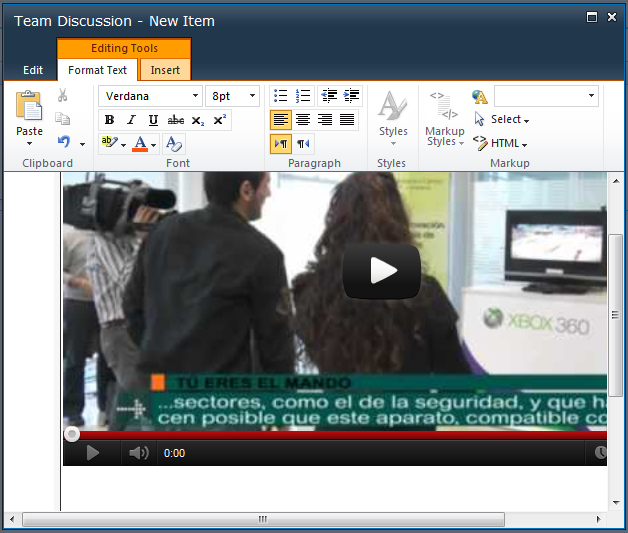 Team Discussion - New Item
Editing Tools
Edit
Format Text
Insert
Paste
Clipboard
Verdana
8pt
B I U abc x₂ x²
ab A A
Font
Paragraph
Styles
Styles
Markup
Styles
Select
HTML
Markup
XBOX 360
TÚ ERES EL MANDO
...sectores, como el de la seguridad, y que h
cen posible que este aparato, compatible co
0:00